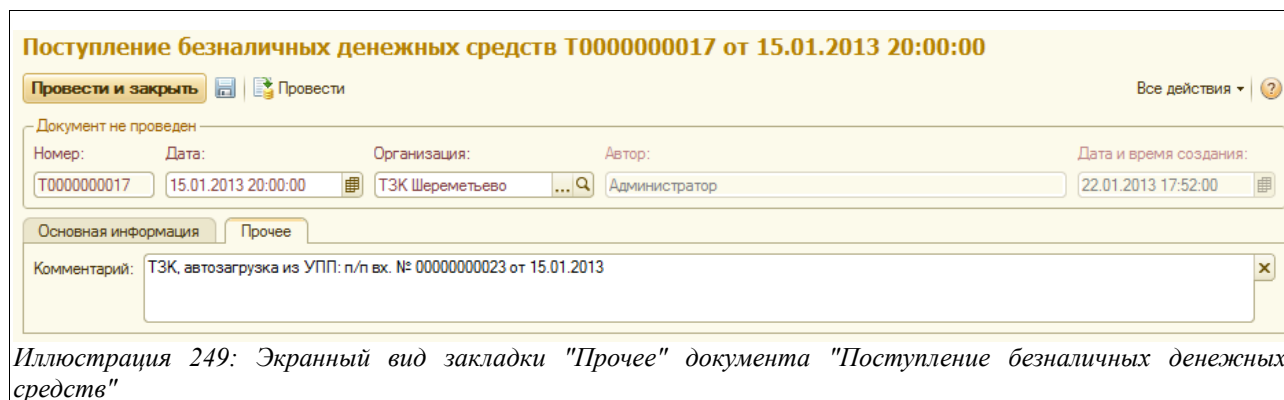 Поступление безналичных денежных средств Т0000000017 от 15.01.2013 20:00:00
Провести и закрыть Провести Все действия
Документ не проведен
Номер: Дата: Организация: Автор: Дата и время создания:
Т0000000017 15.01.2013 20:00:00 ТЗК Шереметьево ... Администратор 22.01.2013 17:52:00
Основная информация Прочее
Комментарий: ТЗК, автозагрузка из УПП: п/п вх. № 00000000023 от 15.01.2013
Иллюстрация 249: Экранный вид закладки "Прочее" документа "Поступление безналичных денежных
средств"